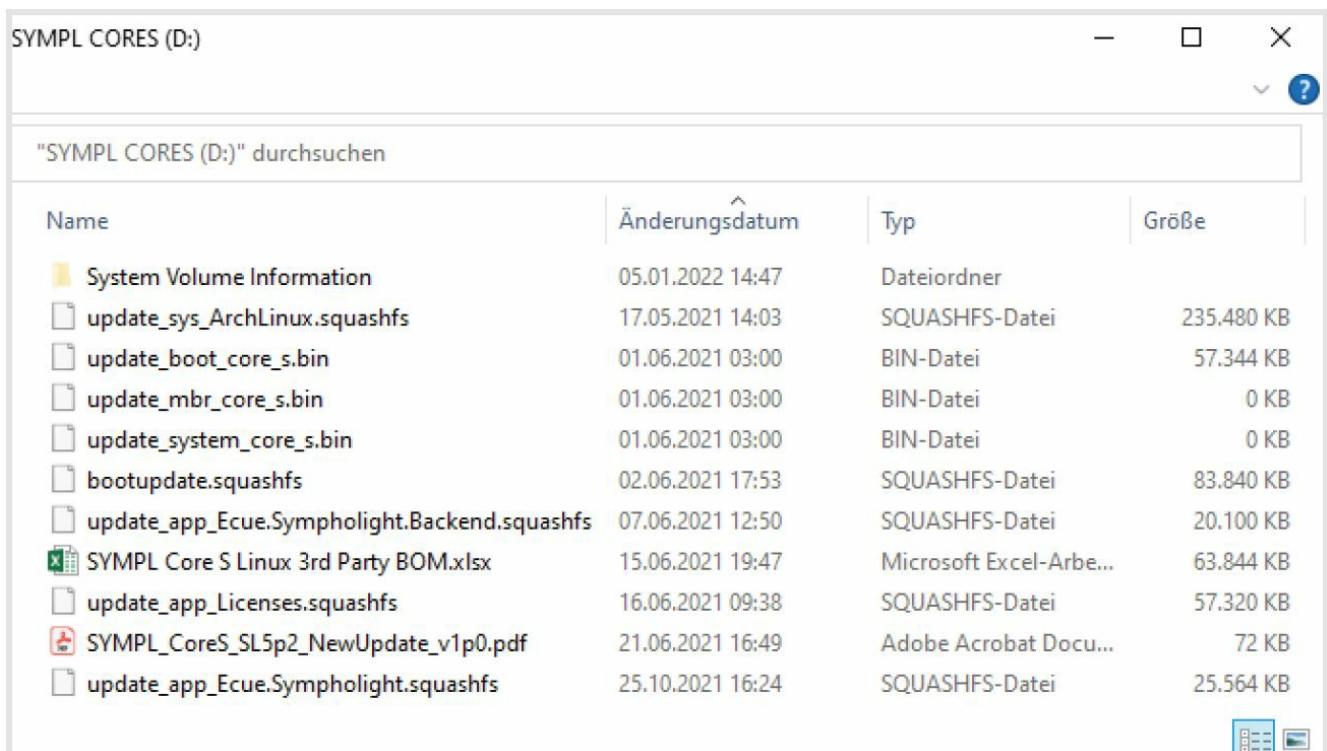 SYMPL CORES (D:)
"SYMPL CORES (D:)" durchsuchen
Name Änderungsdatum Typ Größe
System Volume Information 05.01.2022 14:47 Dateiordner
update_sys_ArchLinux.squashfs 17.05.2021 14:03 SQUASHFS-Datei 235.480 KB
update_boot_core_s.bin 01.06.2021 03:00 BIN-Datei 57.344 KB
update_mbr_core_s.bin 01.06.2021 03:00 BIN-Datei 0 KB
update_system_core_s.bin 01.06.2021 03:00 BIN-Datei 0 KB
bootupdate.squashfs 02.06.2021 17:53 SQUASHFS-Datei 83.840 KB
update_app_Ecue.Sympholight.Backend.squashfs 07.06.2021 12:50 SQUASHFS-Datei 20.100 KB
SYMPL Core S Linux 3rd Party BOM.xlsx 15.06.2021 19:47 Microsoft Excel-Arbe... 63.844 KB
update_app_Licenses.squashfs 16.06.2021 09:38 SQUASHFS-Datei 57.320 KB
SYMPL_CoreS_SL5p2_NewUpdate_v1p0.pdf 21.06.2021 16:49 Adobe Acrobat Docu... 72 KB
update_app_Ecue.Sympholight.squashfs 25.10.2021 16:24 SQUASHFS-Datei 25.564 KB